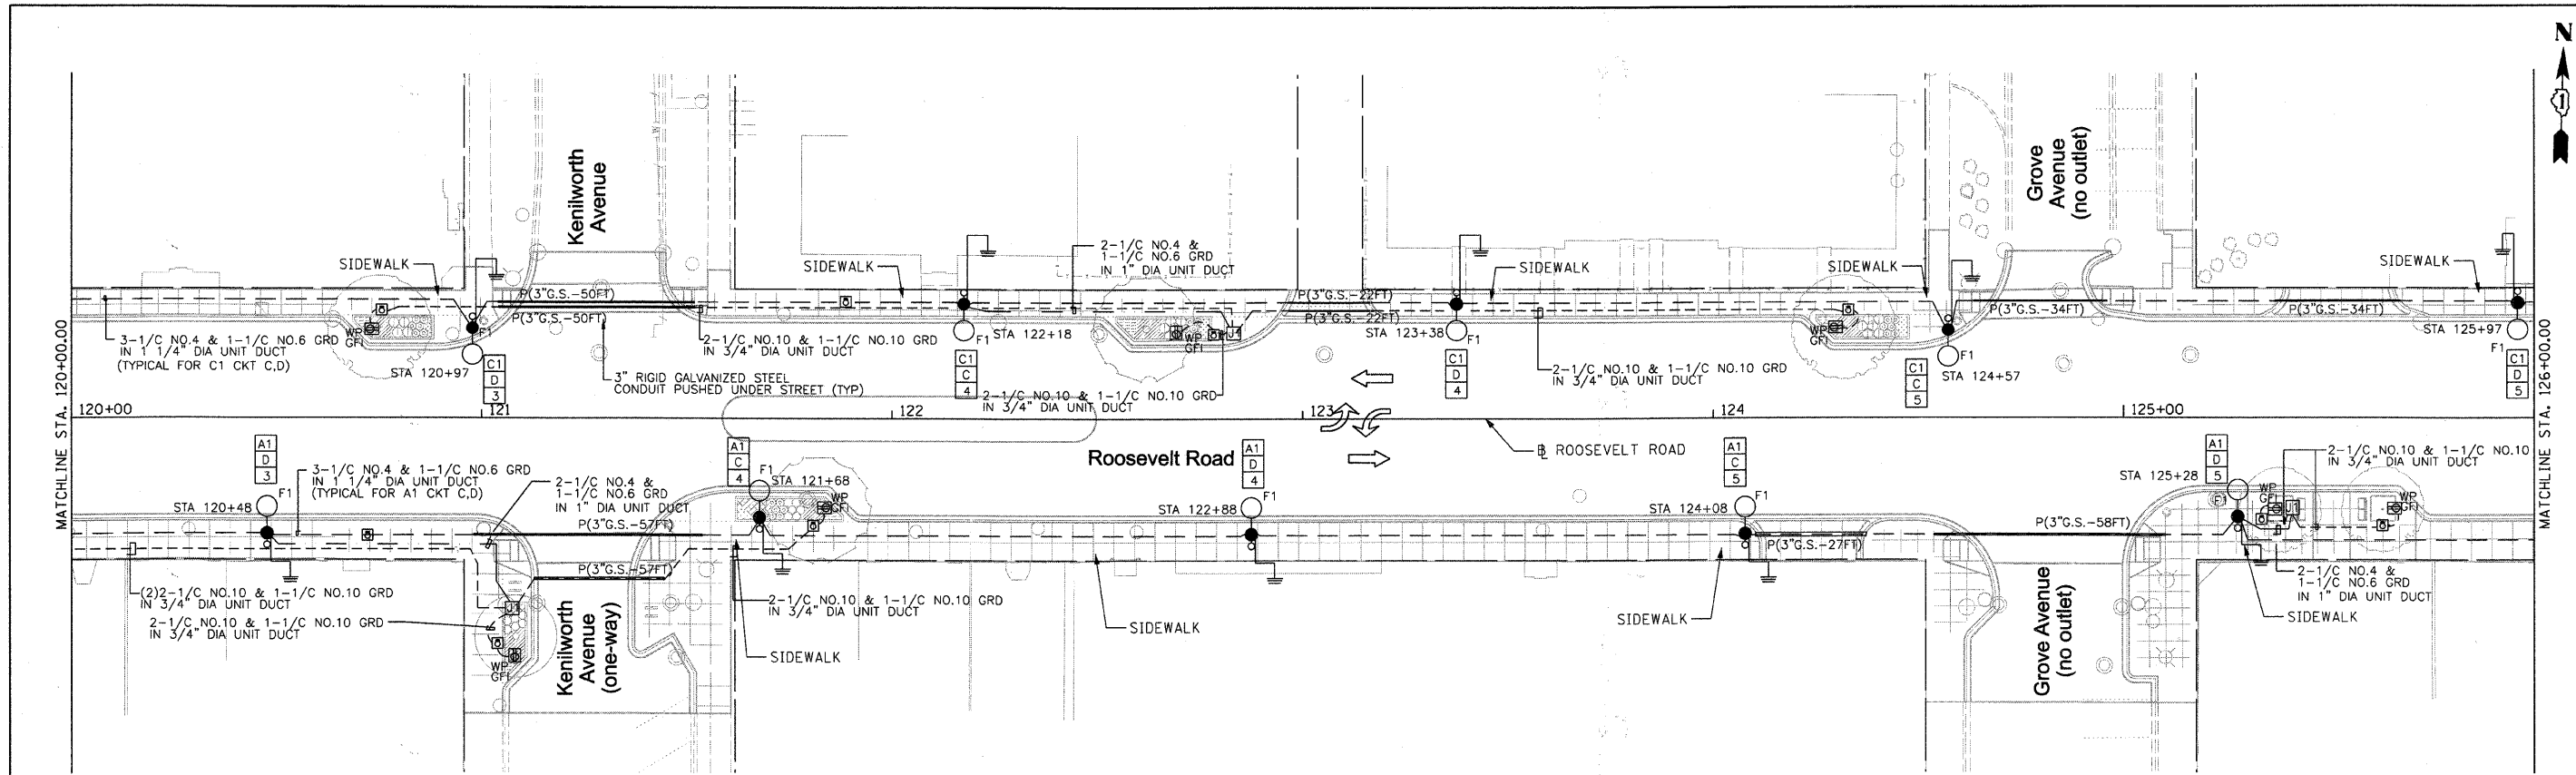 N
1
MATCHLINE STA. 120+00.00
MATCHLINE STA. 126+00.00
Kenilworth
Avenue
Grove
Avenue
(no outlet)
SIDEWALK
SIDEWALK
2-1/C NO.4 &
1-1/C NO.6 GRD
IN 1" DIA UNIT DUCT
SIDEWALK
SIDEWALK
SIDEWALK
P(3"G.S.-50FT)
P(3"G.S.-50FT)
P(3"G.S.-22FT)
P(3"G.S.-22FT)
P(3"G.S.-34FT)
P(3"G.S.-34FT)
3-1/C NO.4 & 1-1/C NO.6 GRD
IN 1 1/4" DIA UNIT DUCT
(TYPICAL FOR C1 CKT C,D)
WP
GFI
F1
STA 120+97
C1
D
3
2-1/C NO.10 & 1-1/C NO.10 GRD
IN 3/4" DIA UNIT DUCT
3" RIGID GALVANIZED STEEL
CONDUIT PUSHED UNDER STREET (TYP)
F1
STA 122+18
C1
C
4
WP
GFI
2-1/C NO.10 & 1-1/C NO.10 GRD
IN 3/4" DIA UNIT DUCT
STA 123+38
F1
C1
D
4
2-1/C NO.10 & 1-1/C NO.10 GRD
IN 3/4" DIA UNIT DUCT
WP
GFI
F1
STA 124+57
C1
C
5
STA 125+97
F1
C1
D
5
120+00
121
122
123
124
125+00
Roosevelt Road
℄ ROOSEVELT ROAD
A1
D
3
STA 120+48
F1
3-1/C NO.4 & 1-1/C NO.6 GRD
IN 1 1/4" DIA UNIT DUCT
(TYPICAL FOR A1 CKT C,D)
2-1/C NO.4 &
1-1/C NO.6 GRD
IN 1" DIA UNIT DUCT
A1
C
4
F1
STA 121+68
WP
GFI
A1
D
4
STA 122+88
F1
A1
C
5
STA 124+08
F1
A1
D
5
STA 125+28
F1
WP
GFI
J1
WP
GFI
2-1/C NO.10 & 1-1/C NO.10
IN 3/4" DIA UNIT DUCT
P(3"G.S.-57FT)
P(3"G.S.-57FT)
P(3"G.S.-27FT)
P(3"G.S.-58FT)
(2)2-1/C NO.10 & 1-1/C NO.10 GRD
IN 3/4" DIA UNIT DUCT
2-1/C NO.10 & 1-1/C NO.10 GRD
IN 3/4" DIA UNIT DUCT
J1
WP
GFI
Kenilworth
Avenue
(one-way)
2-1/C NO.10 & 1-1/C NO.10 GRD
IN 3/4" DIA UNIT DUCT
SIDEWALK
SIDEWALK
SIDEWALK
Grove Avenue
(no outlet)
2-1/C NO.4 &
1-1/C NO.6 GRD
IN 1" DIA UNIT DUCT
SIDEWALK